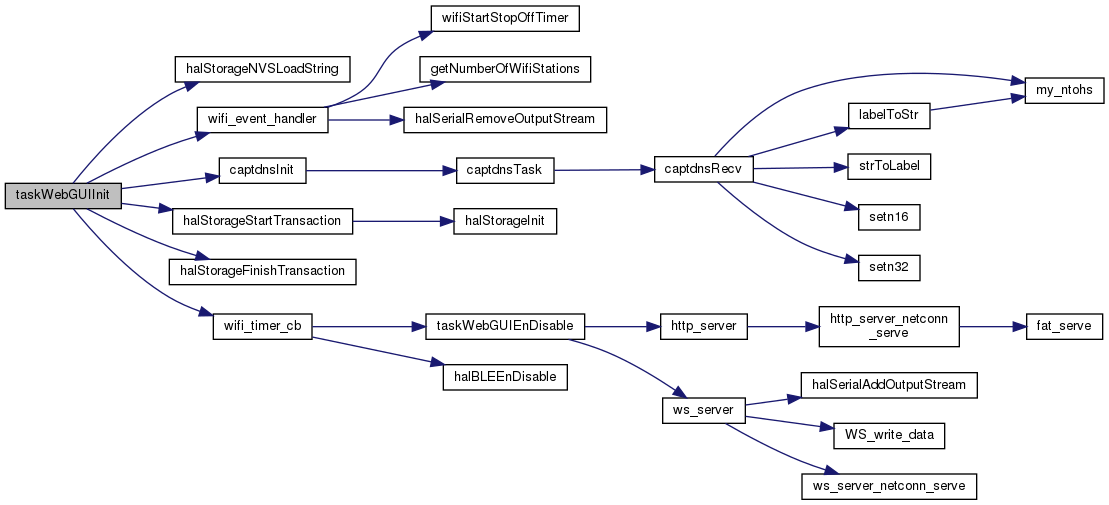 wifiStartStopOffTimer
halStorageNVSLoadString
getNumberOfWifiStations
my_ntohs
wifi_event_handler
halSerialRemoveOutputStream
labelToStr
captdnsInit
captdnsTask
captdnsRecv
strToLabel
taskWebGUIInit
halStorageStartTransaction
halStorageInit
setn16
halStorageFinishTransaction
setn32
wifi_timer_cb
taskWebGUIEnDisable
http_server
http_server_netconn
_serve
fat_serve
halBLEEnDisable
halSerialAddOutputStream
ws_server
WS_write_data
ws_server_netconn_serve